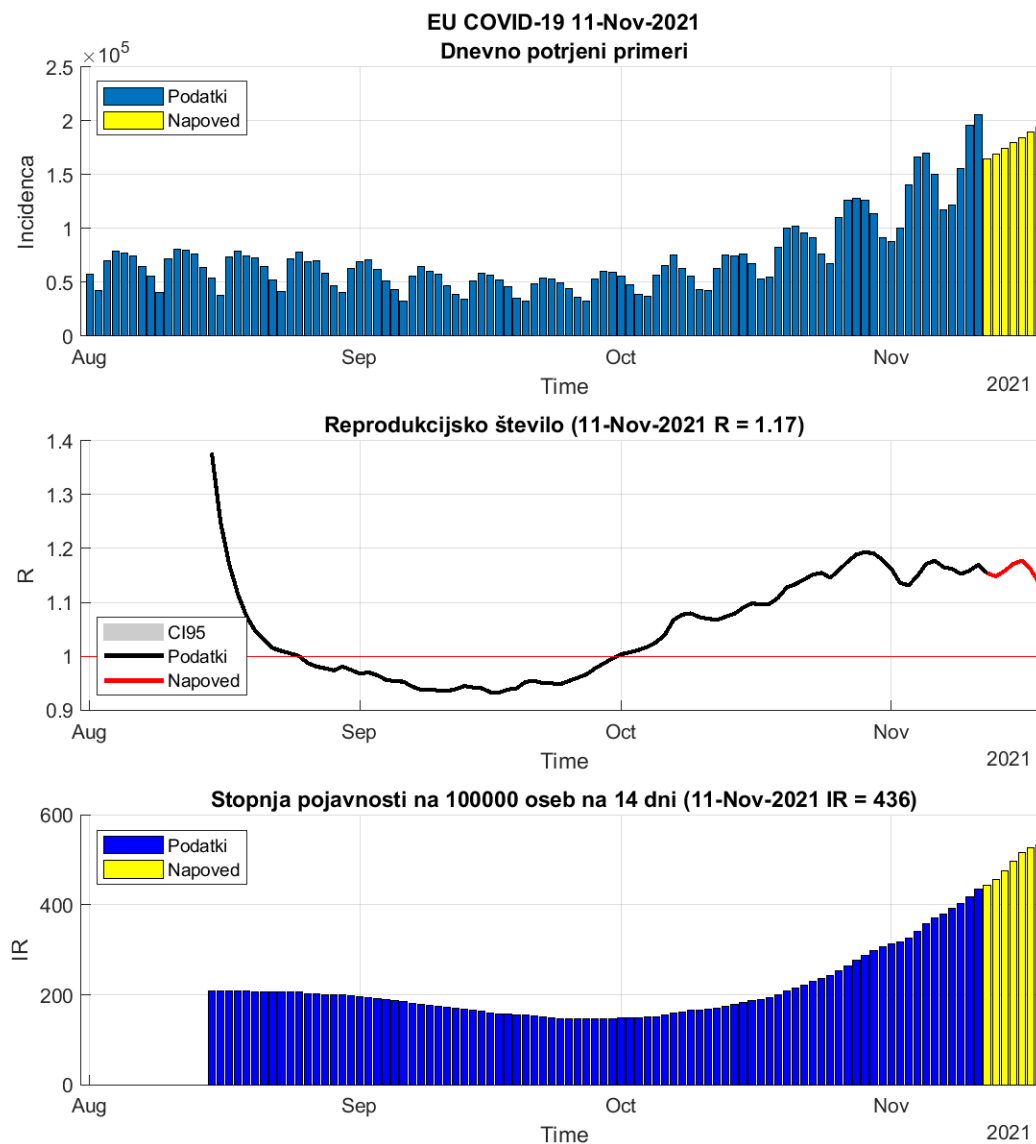 EU COVID-19 11-Nov-2021
Dnevno potrjeni primeri
×10^5
2.5
2
1.5
1
0.5
0
Incidenca
Podatki
Napoved
Aug
Sep
Oct
Nov
Time
2021
Reprodukcijsko število (11-Nov-2021 R = 1.17)
1.4
1.3
1.2
1.1
1
0.9
R
CI95
Podatki
Napoved
Aug
Sep
Oct
Nov
Time
2021
Stopnja pojavnosti na 100000 oseb na 14 dni (11-Nov-2021 IR = 436)
600
400
200
0
IR
Podatki
Napoved
Aug
Sep
Oct
Nov
Time
2021